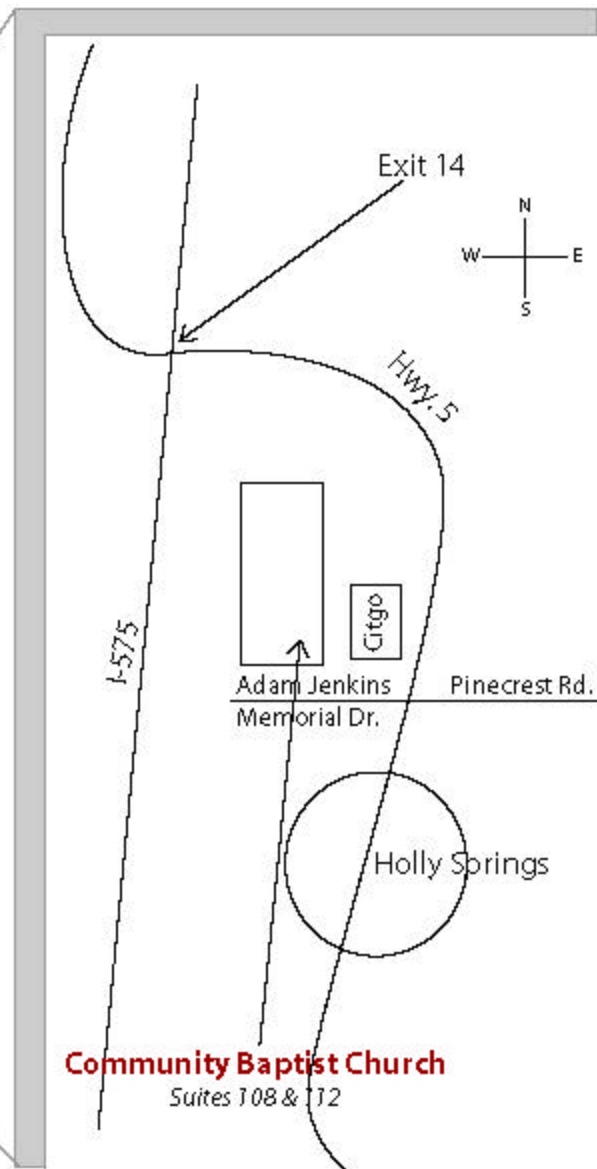 Exit 14
N
W E
S
Hwy. 5
Citgo
I-575
Adam Jenkins Pinecrest Rd.
Memorial Dr.
Holly Springs
Community Baptist Church
Suites 108 & 112